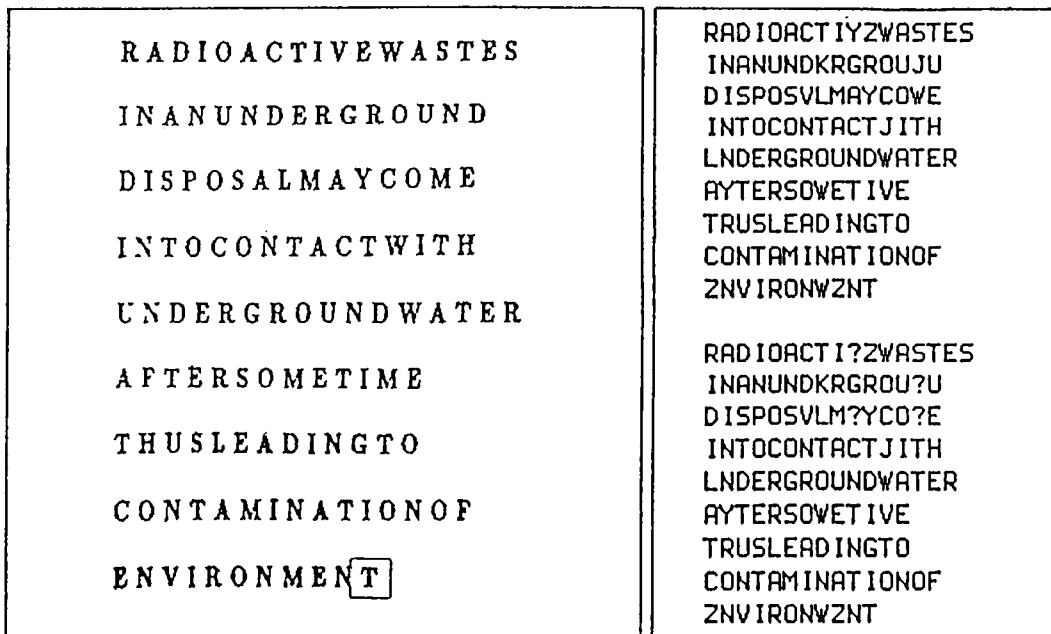 RADIOACTIVEWASTES
INANUNDERGROUND
DISPOSALMAYCOME
INTOCONTACTWITH
UNDERGROUNDWATER
AFTERSOMETIME
THUSLEADINGTO
CONTAMINATIONOF
ENVIRONMENT
RADIOACTIYZWASTES
INANUNDKRGROUJU
DISPOSVLMAYCOWE
INTOCONTACTJITH
LNDERGROUNDWATER
AYTERSOWETIVE
TRUSLEADINGTO
CONTAMINATIONOF
ZNVIRONWZNT
RADIOACTI?ZWASTES
INANUNDKRGROU?U
DISPOSVLM?YCO?E
INTOCONTACTJITH
LNDERGROUNDWATER
AYTERSOWETIVE
TRUSLEADINGTO
CONTAMINATIONOF
ZNVIRONWZNT